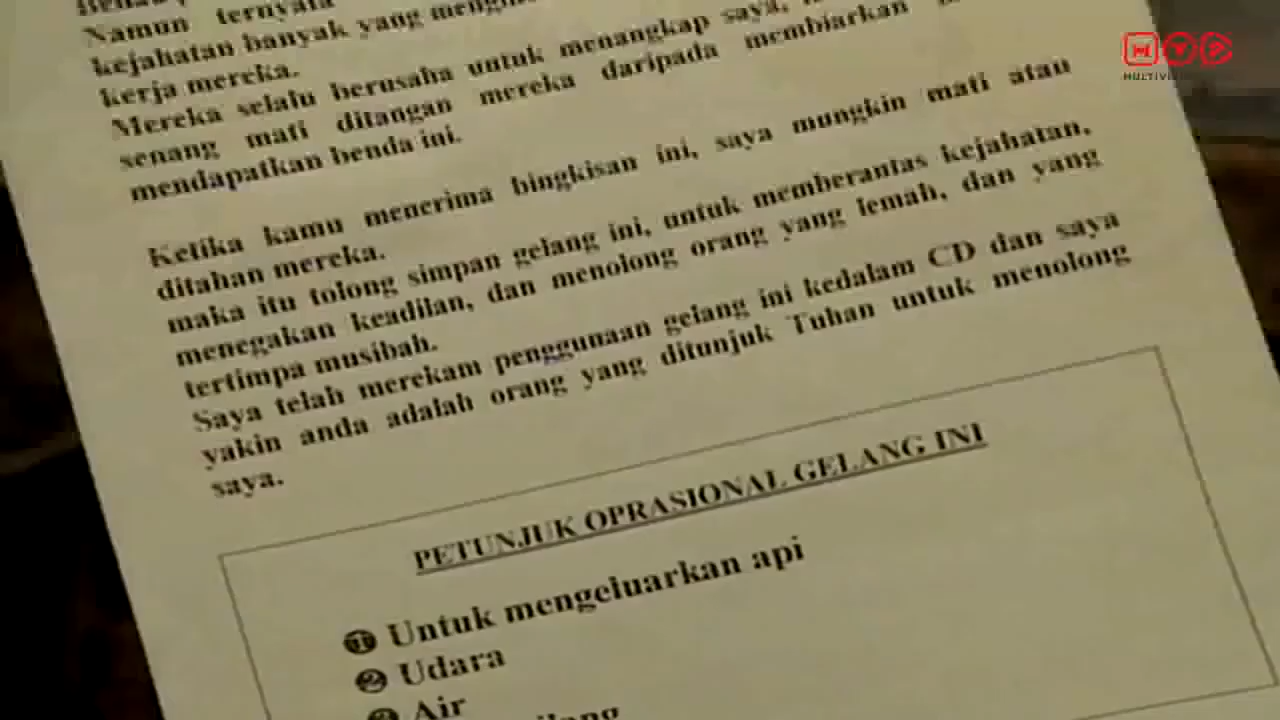 Namun ternyata
kejahatan banyak yang
kerja mereka.
Mereka selalu berusaha untuk menangkap saya,
senang mati ditangan mereka daripada membiarkan
mendapatkan benda ini.
Ketika kamu menerima bingkisan ini, saya mungkin mati atau
ditahan mereka.
maka itu tolong simpan gelang ini, untuk memberantas kejahatan,
menegakan keadilan, dan menolong orang yang lemah, dan yang
tertimpa musibah.
Saya telah merekam penggunaan gelang ini kedalam CD dan saya
yakin anda adalah orang yang ditunjuk Tuhan untuk menolong
saya.
PETUNJUK OPRASIONAL GELANG INI
❶ Untuk mengeluarkan api
❷ Udara
❸ Air
MVP